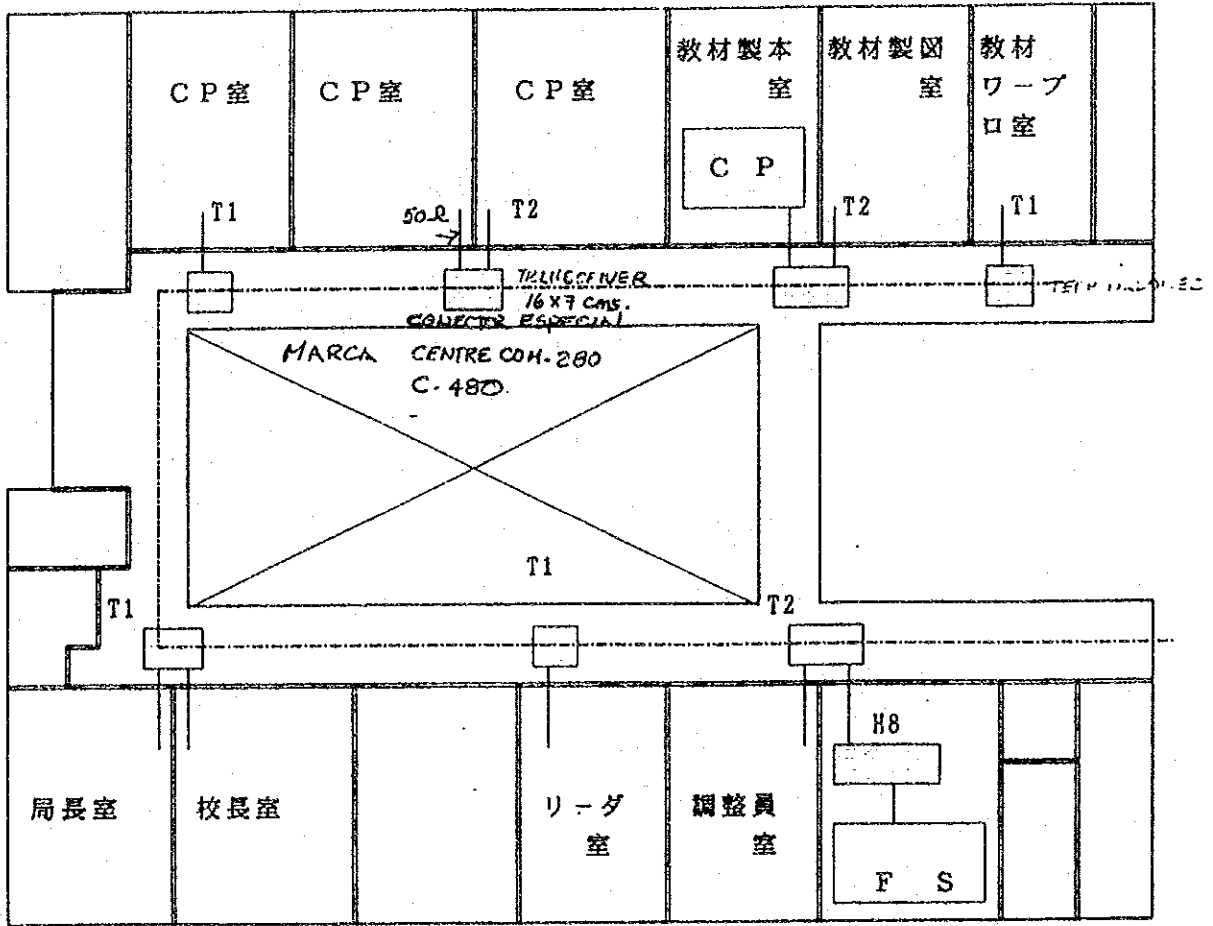 CP室
CP室
CP室
教材製本
室
教材製図
室
教材
ワープ
ロ室
C P
T1
50Ω
T2
T2
T1
16×7 cms.
CONECTOR ESPECIAL
MARCA CENTRE COM-280
C-480
T1
T1
T2
H8
局長室
校長室
リーダ
室
調整員
室
F S